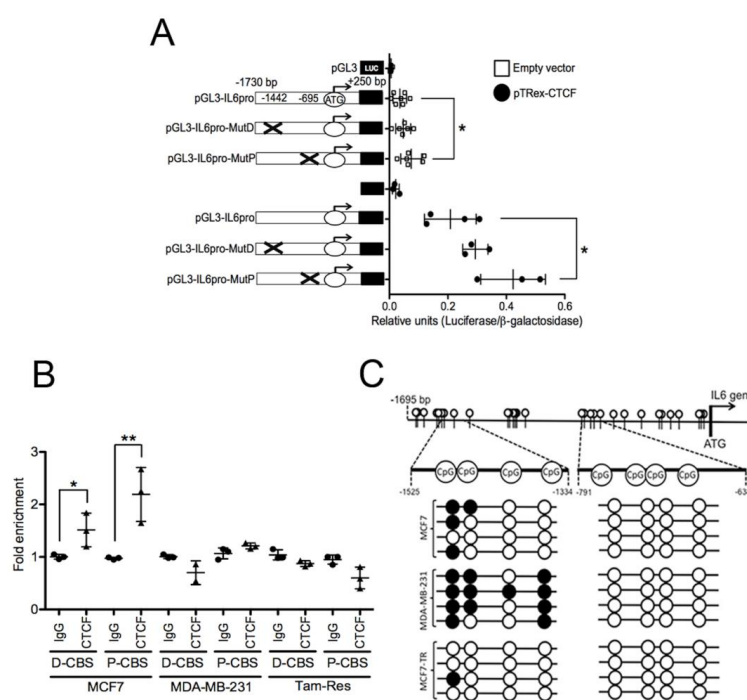 A
pGL3 LUC
-1730 bp +250 bp
Empty vector
pTRex-CTCF
pGL3-IL6pro -1442 -695 ATG
*
pGL3-IL6pro-MutD
pGL3-IL6pro-MutP
pGL3-IL6pro
pGL3-IL6pro-MutD
*
pGL3-IL6pro-MutP
0.0 0.2 0.4 0.6
Relative units (Luciferase/β-galactosidase)
B
Fold enrichment
3
2
1
0
* **
IgG CTCF IgG CTCF IgG CTCF IgG CTCF IgG CTCF IgG CTCF
D-CBS P-CBS D-CBS P-CBS D-CBS P-CBS
MCF7 MDA-MB-231 Tam-Res
C
-1695 bp IL6 gen
ATG
CpG CpG CpG CpG CpG CpG CpG CpG
-1525 -1334 -791 -63
MCF7
MDA-MB-231
MCF7-TR